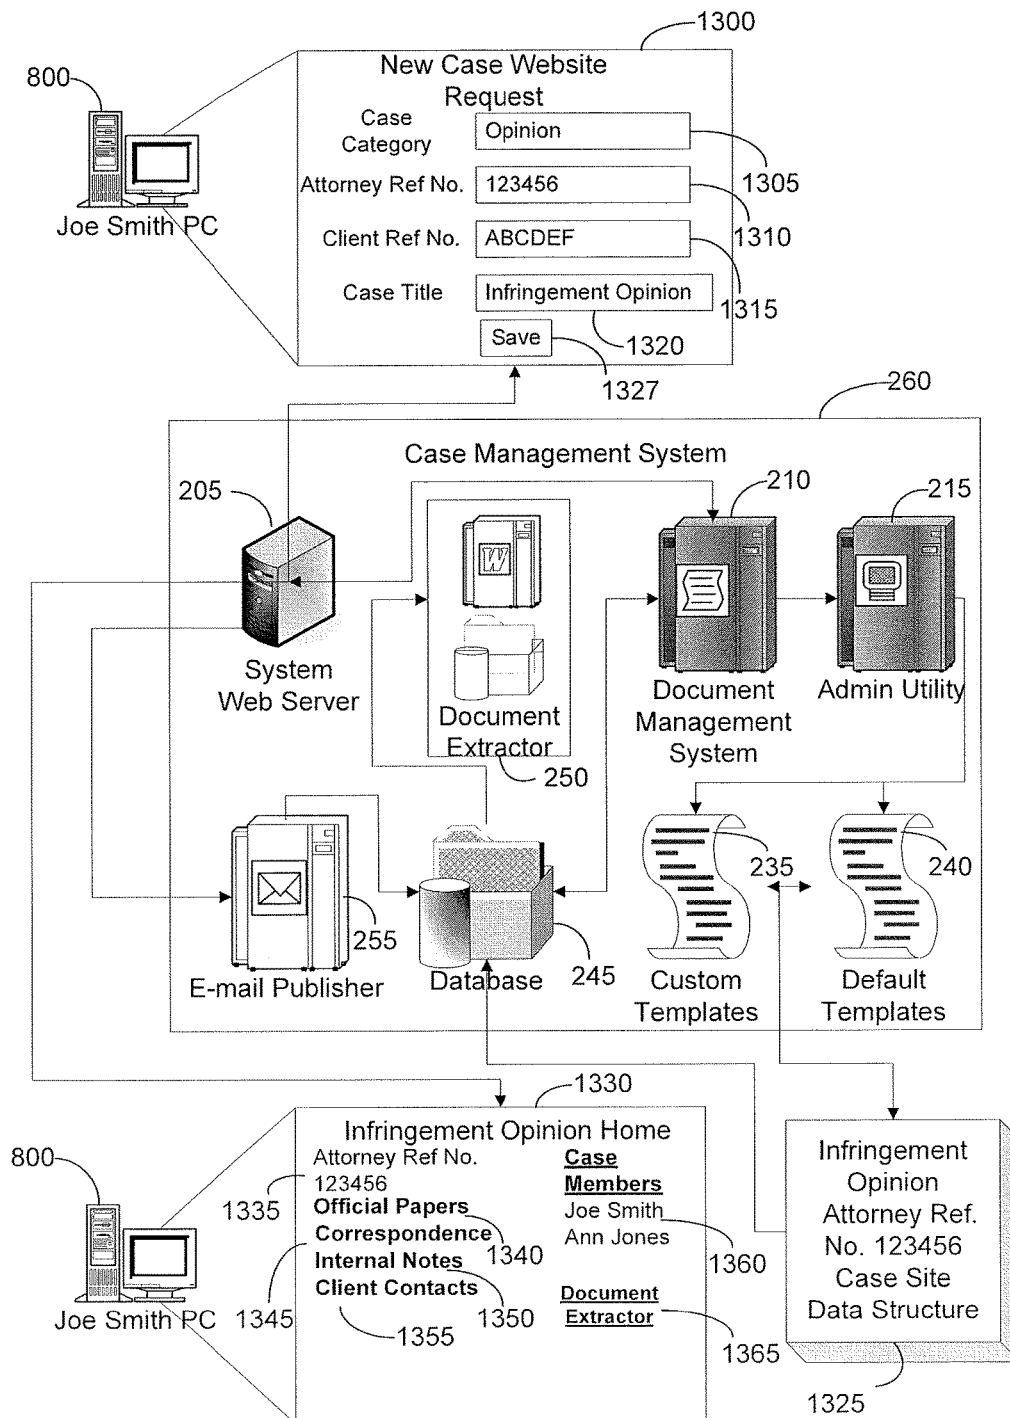 1300
New Case Website
Request
800
Case
Category
Opinion
1305
Attorney Ref No.
123456
1310
Joe Smith PC
Client Ref No.
ABCDEF
1315
Case Title
Infringement Opinion
1320
Save
1327
260
Case Management System
205
210
215
W
System
Web Server
Document
Extractor
250
Document
Management
System
Admin Utility
235
240
255
E-mail Publisher
Database
245
Custom
Templates
Default
Templates
1330
800
Infringement Opinion Home
Attorney Ref No.
123456
1335
Official Papers
Correspondence
1340
Internal Notes
Client Contacts
1345
1350
1355
Case
Members
Joe Smith
Ann Jones
1360
Document
Extractor
1365
Joe Smith PC
Infringement
Opinion
Attorney Ref.
No. 123456
Case Site
Data Structure
1325